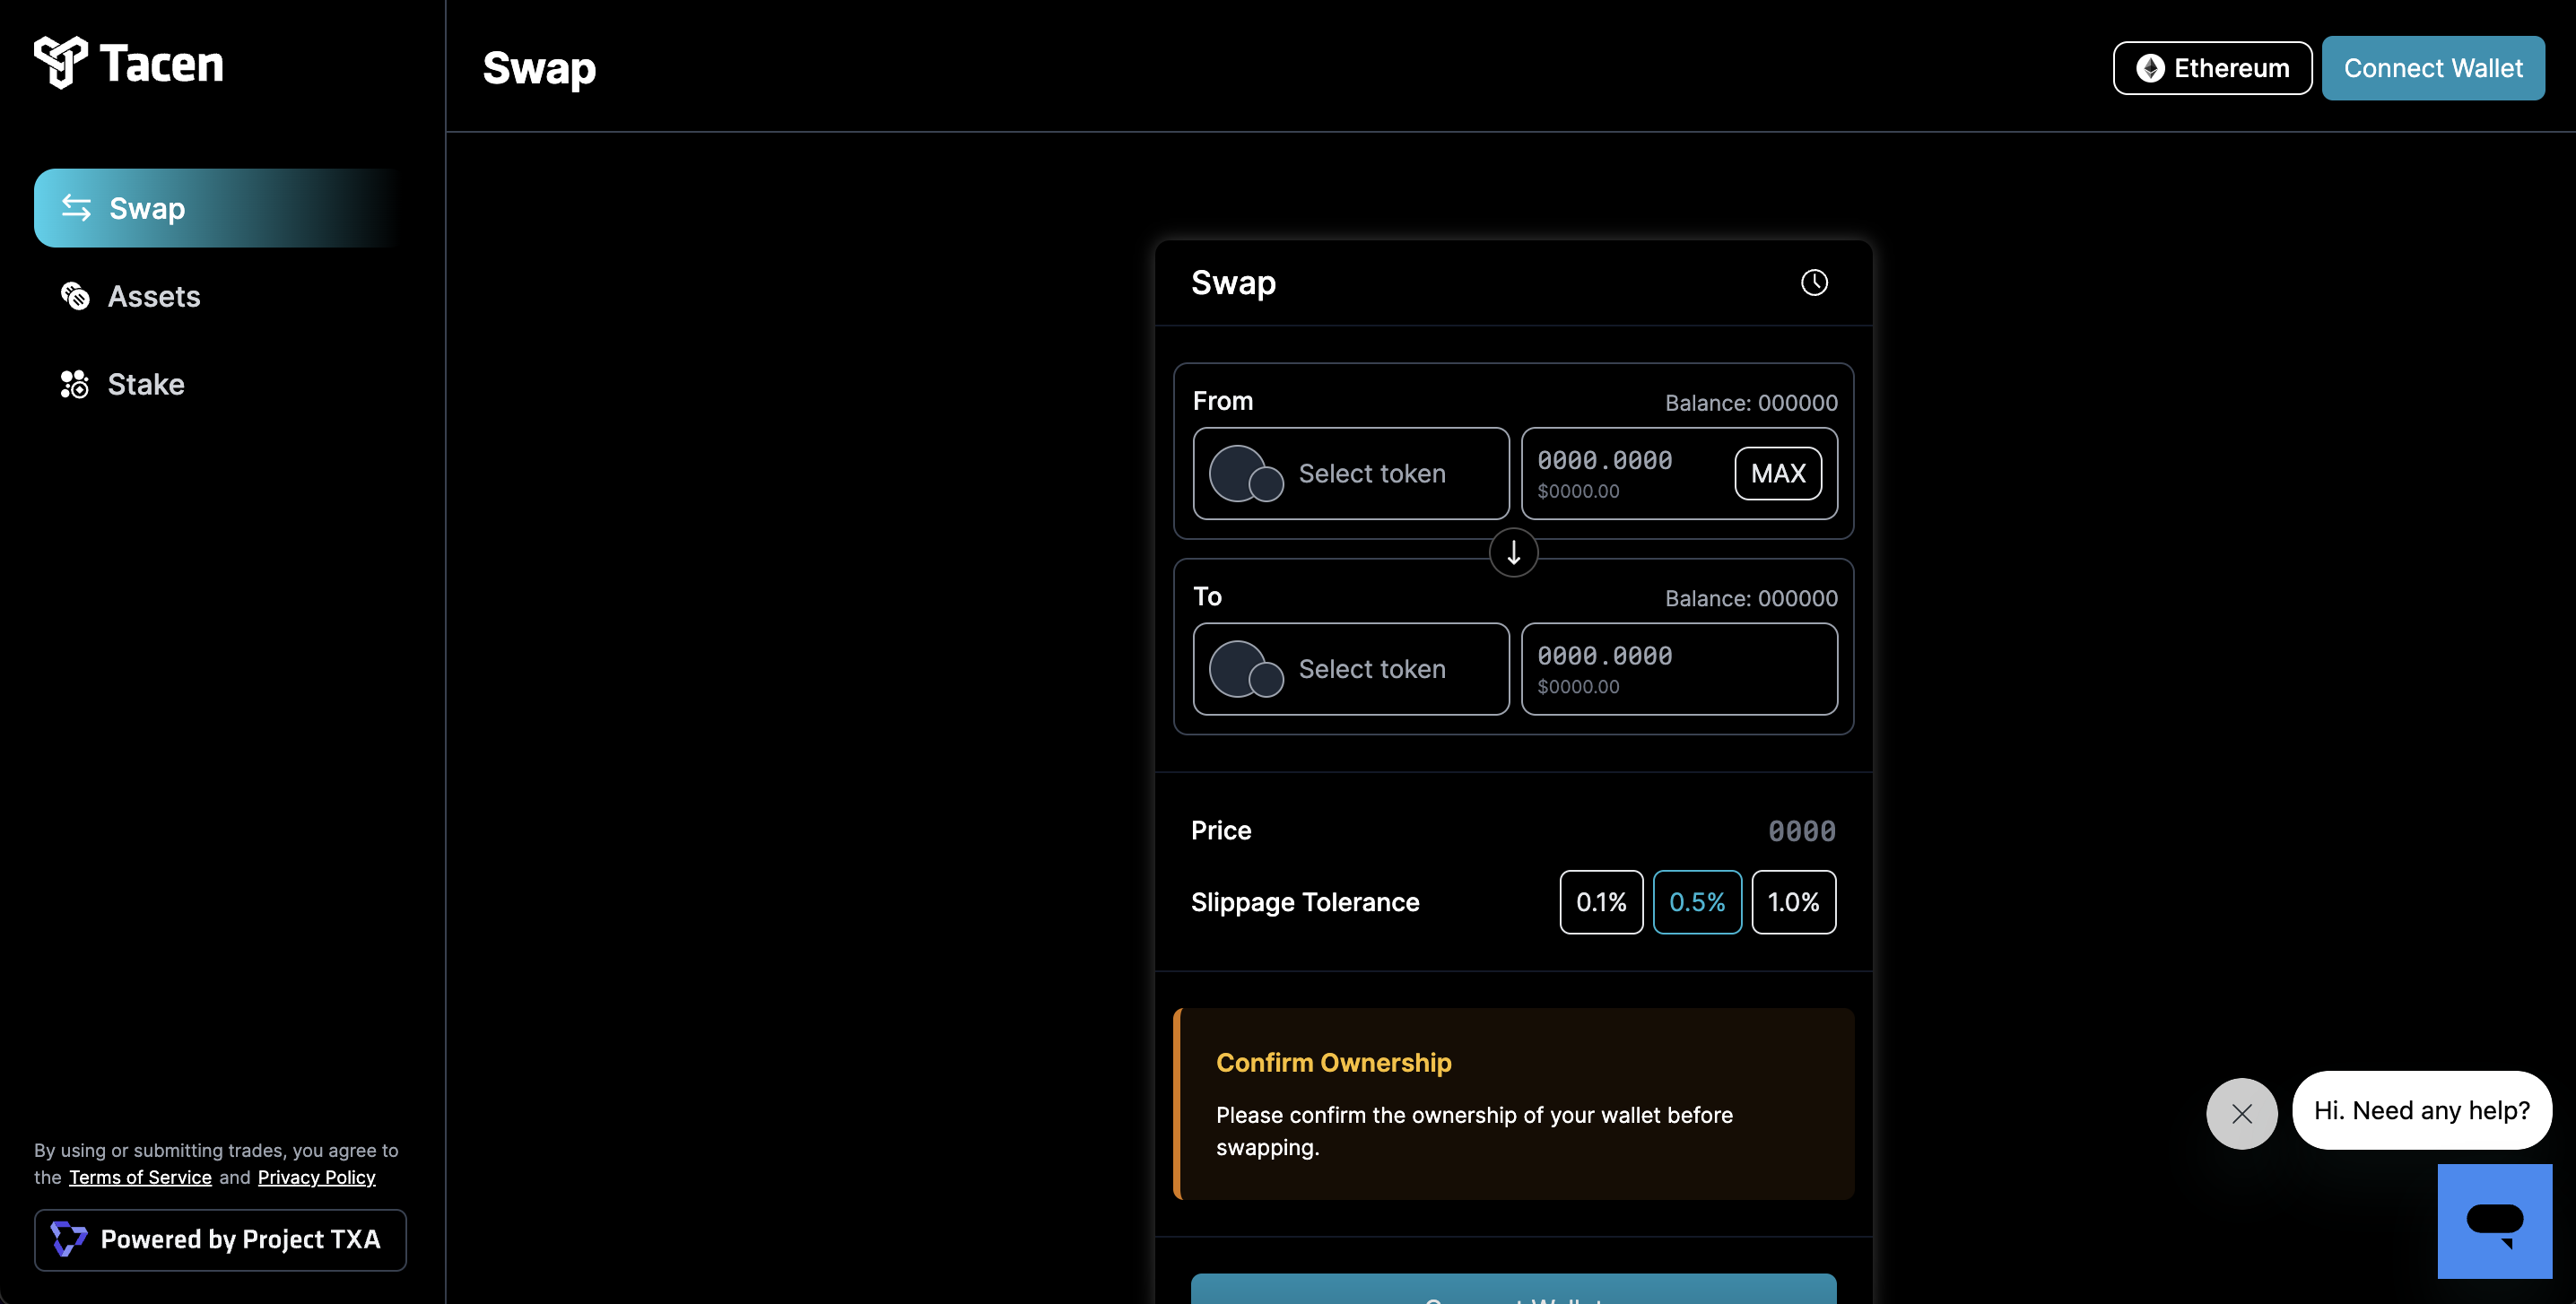 Tacen
Swap
Ethereum
Connect Wallet
Swap
Assets
Stake
Swap
From
Balance: 000000
Select token
0000.0000
$0000.00
MAX
To
Balance: 000000
Select token
0000.0000
$0000.00
Price
0000
Slippage Tolerance
0.1%
0.5%
1.0%
Confirm Ownership
Please confirm the ownership of your wallet before
swapping.
Connect Wallet
Hi. Need any help?
By using or submitting trades, you agree to
the Terms of Service and Privacy Policy
Powered by Project TXA